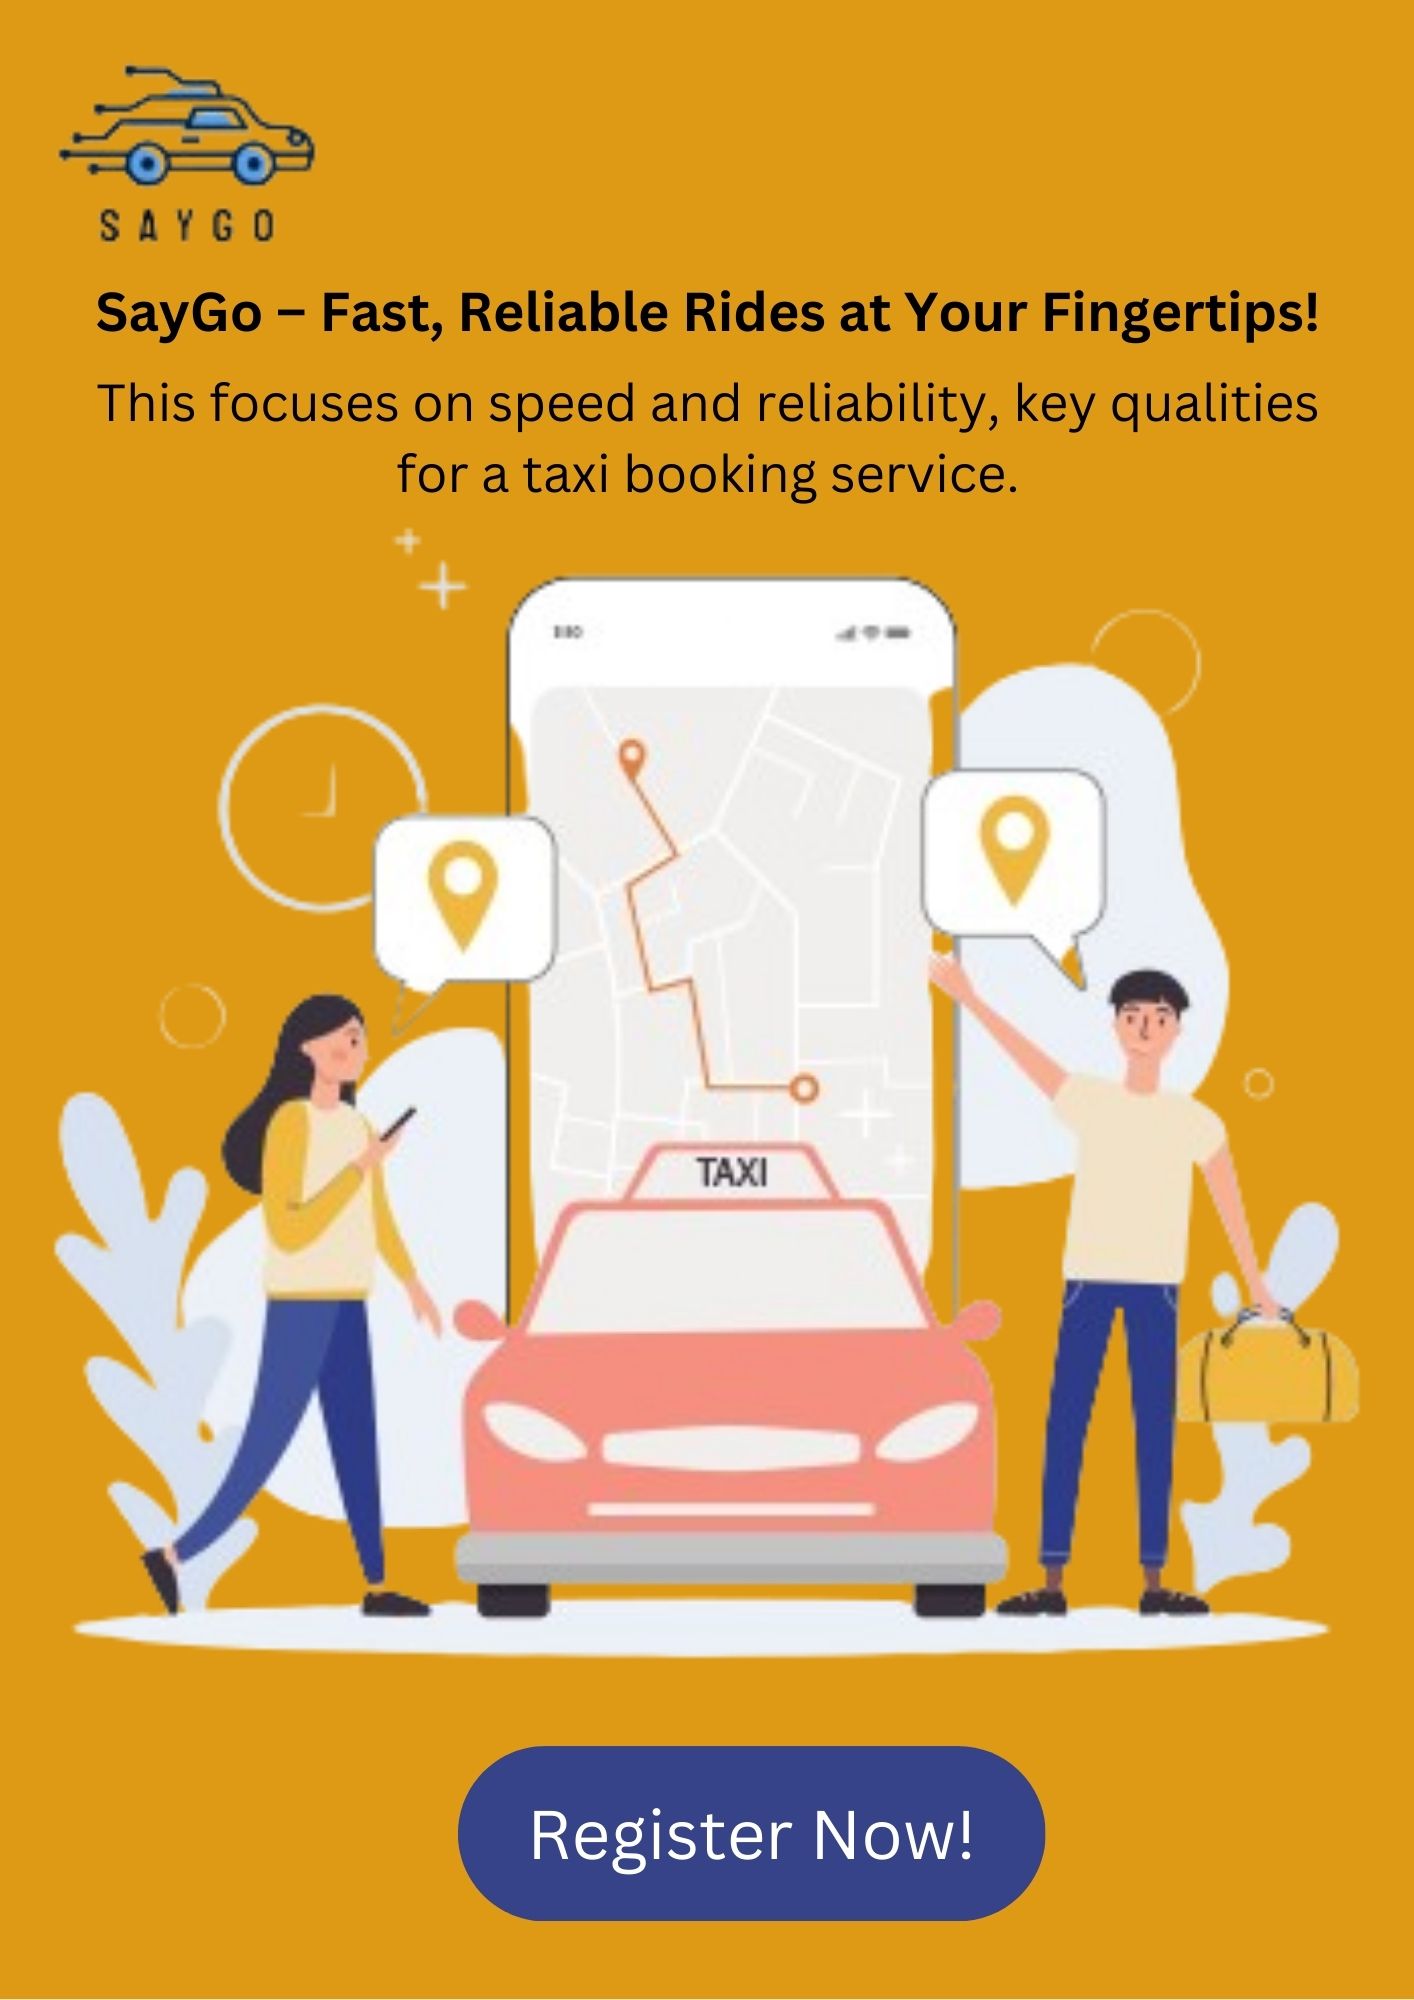 SAYGO
SayGo – Fast, Reliable Rides at Your Fingertips!
This focuses on speed and reliability, key qualities
for a taxi booking service.
TAXI
Register Now!